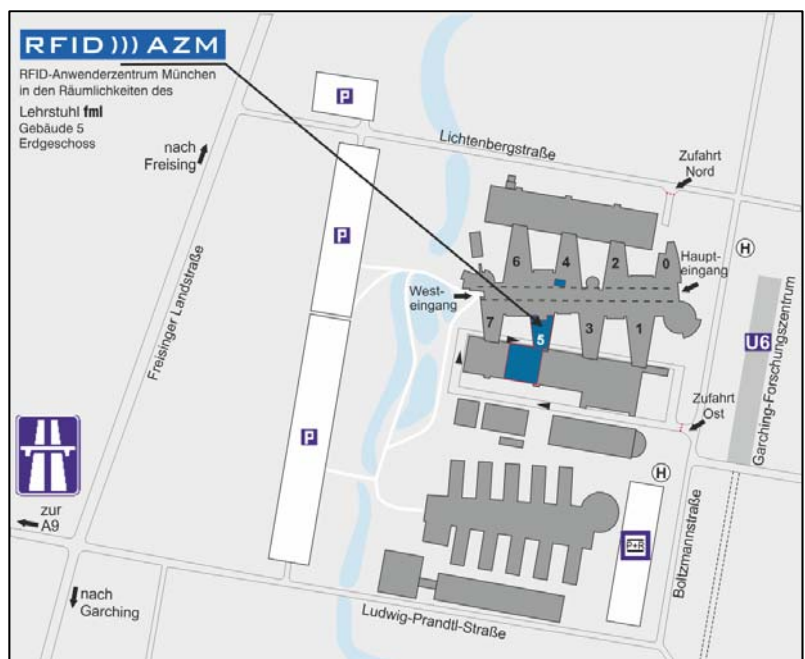 RFID ))) AZM
RFID-Anwenderzentrum München
in den Räumlichkeiten des
Lehrstuhl fml
Gebäude 5
Erdgeschoss
nach
Freising
P
Lichtenbergstraße
Zufahrt
Nord
P
6
4
2
0
H
Haupt-
eingang
West-
eingang
Freisinger Landstraße
7
5
3
1
U6
Garching-Forschungszentrum
Zufahrt
Ost
P
H
zur
A9
P+R
Boltzmannstraße
nach
Garching
Ludwig-Prandtl-Straße